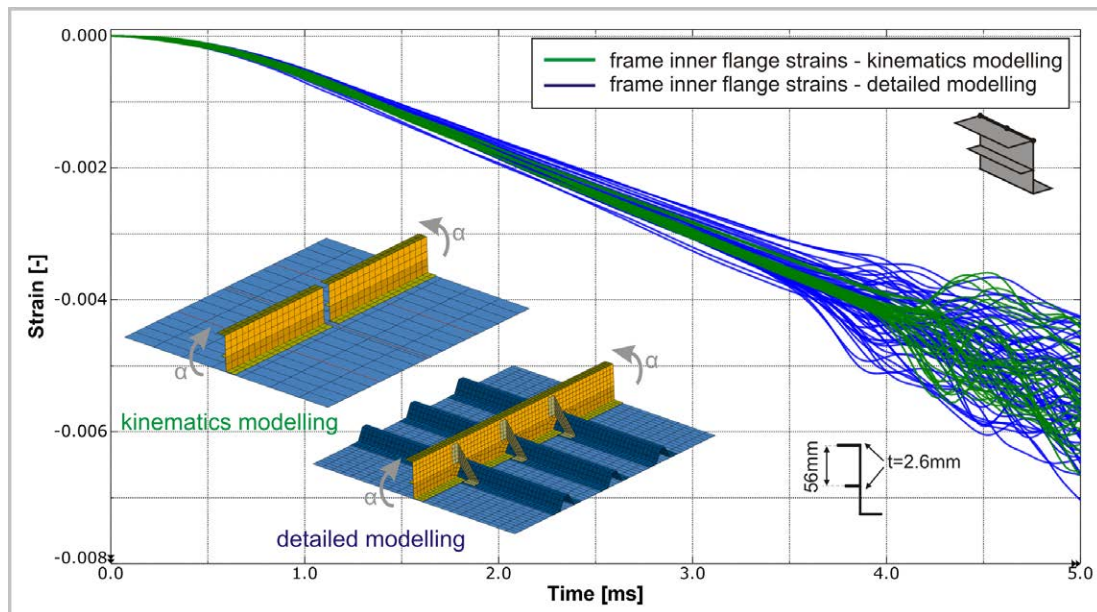 0.000
-0.002
-0.004
-0.006
-0.008
Strain [-]
frame inner flange strains - kinematics modelling
frame inner flange strains - detailed modelling
α
α
kinematics modelling
α
α
detailed modelling
56mm
t=2.6mm
0.0
1.0
2.0
3.0
4.0
5.0
Time [ms]